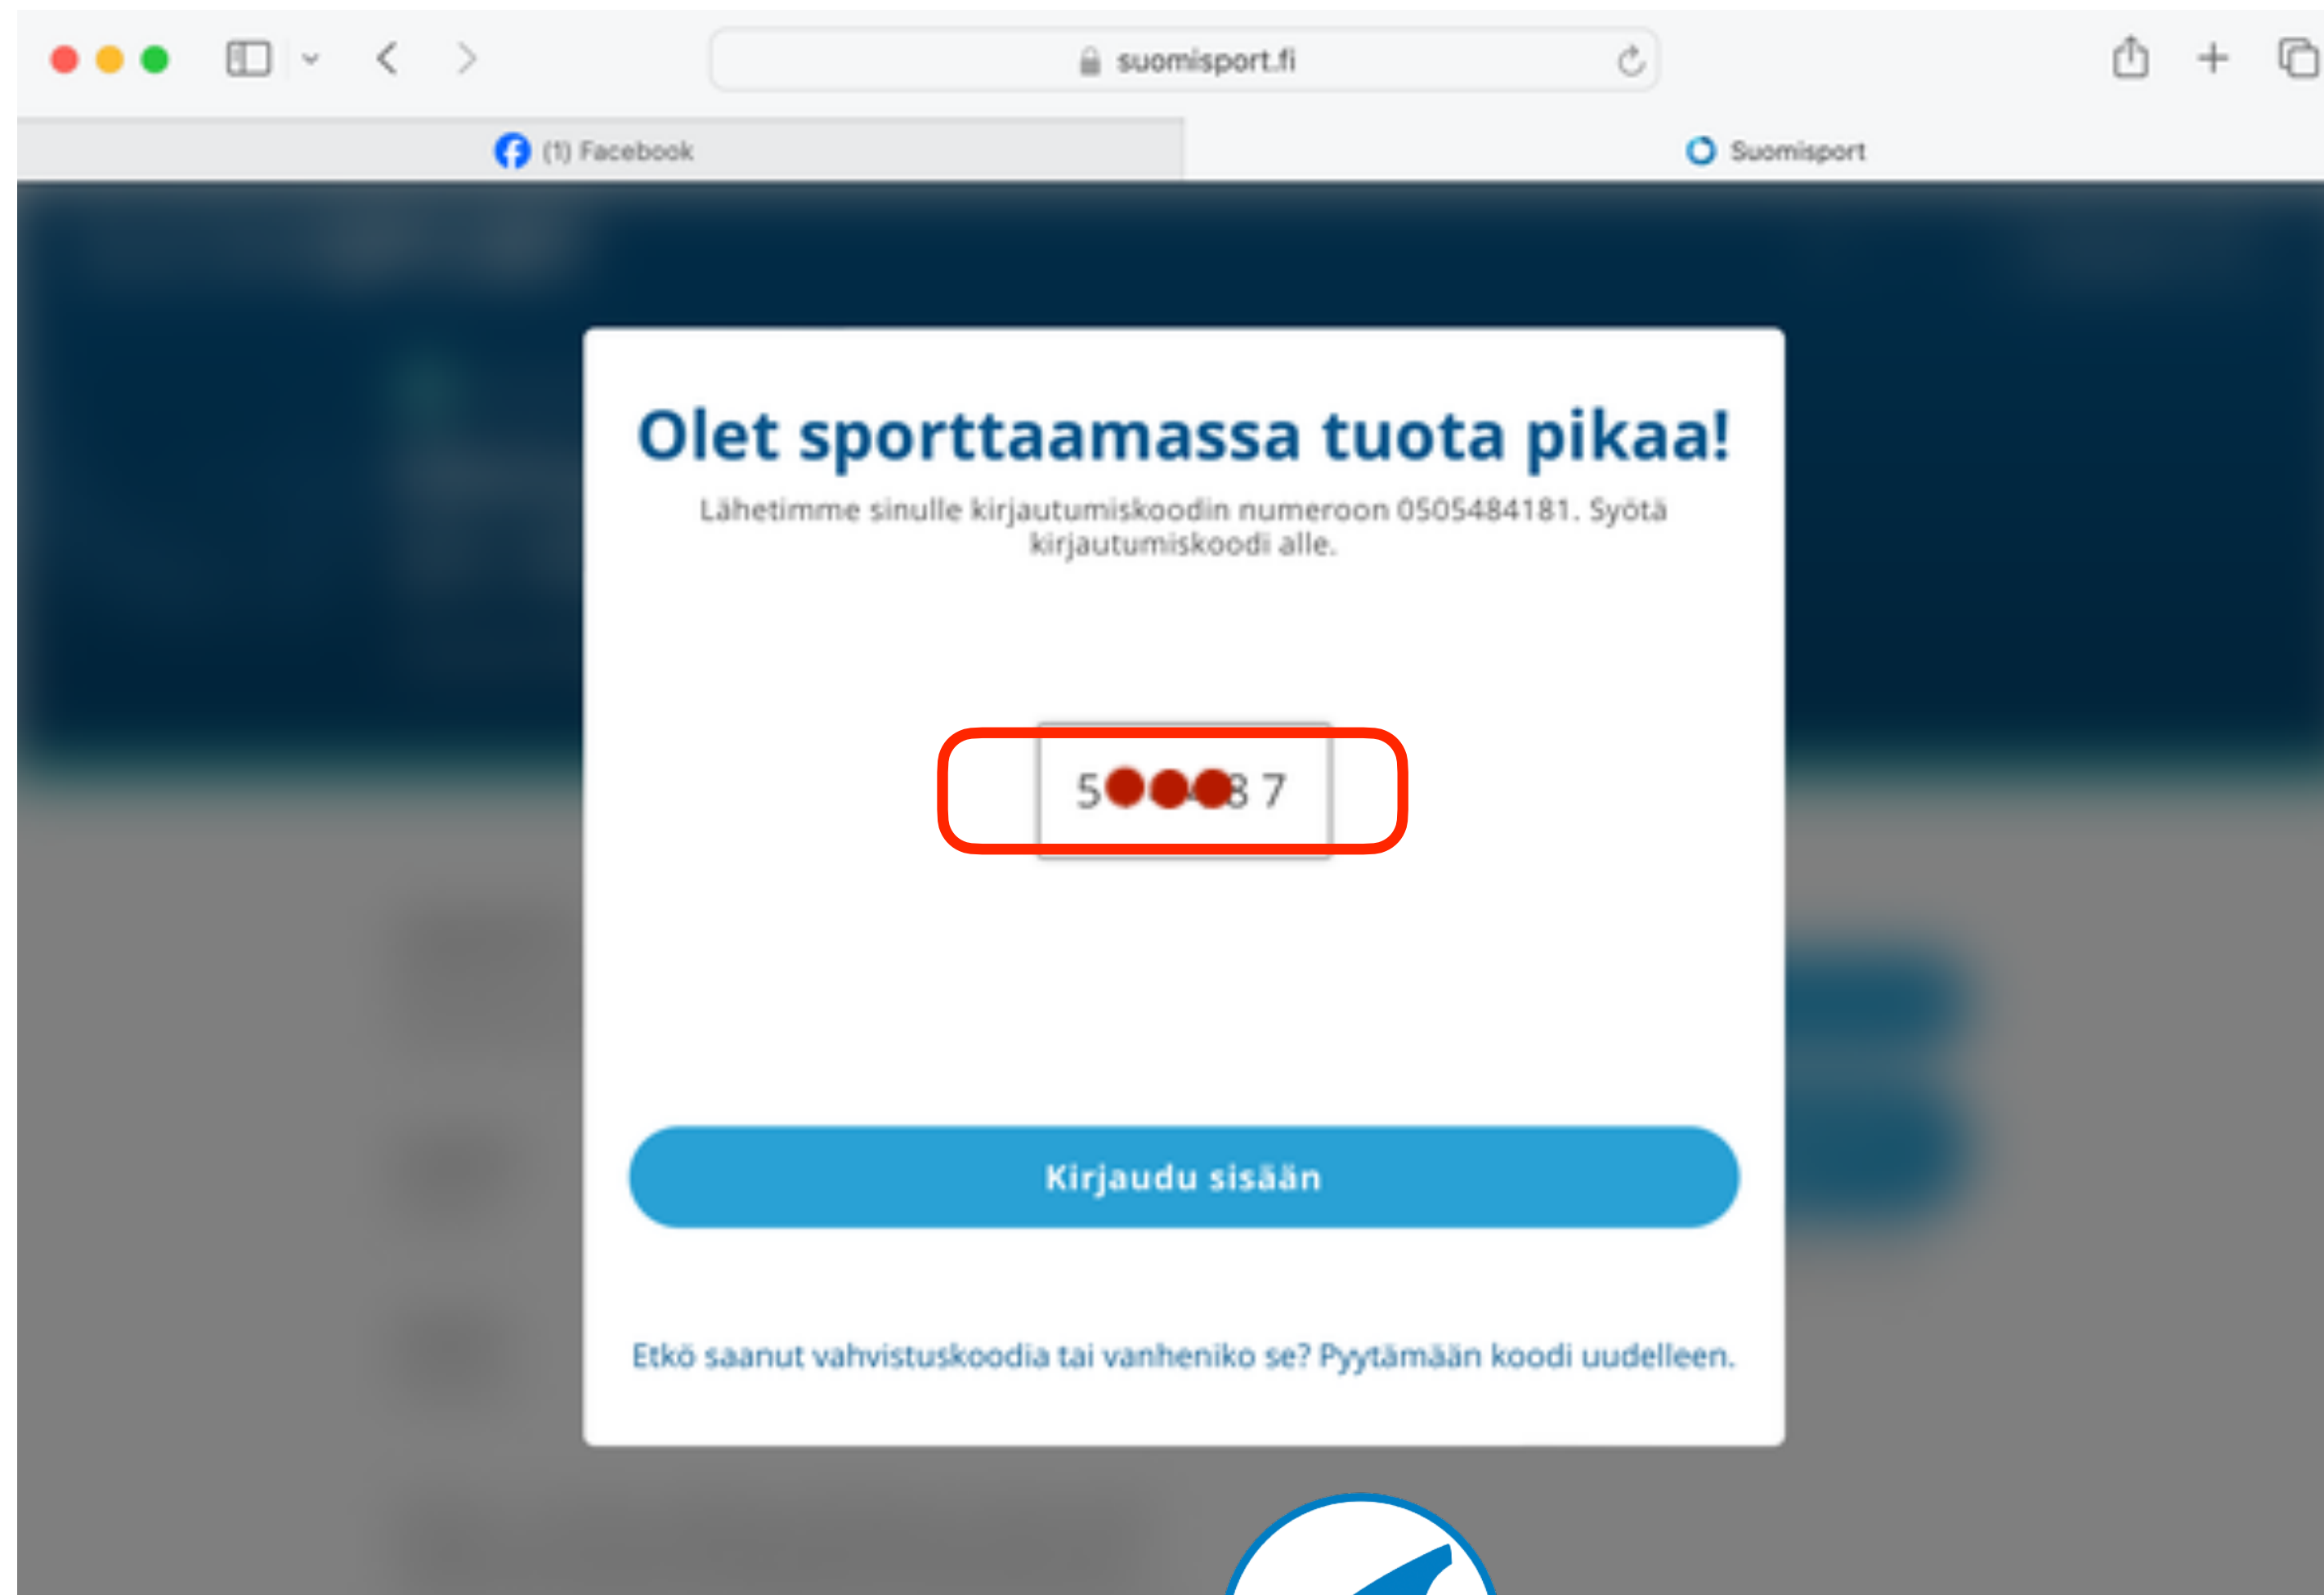 suomisport.fi
(1) Facebook
Suomisport
Olet sporttaamassa tuota pikaa!
Lähetimme sinulle kirjautumiskoodin numeroon 0505484181. Syötä
kirjautumiskoodi alle.
5 8 7
Kirjaudu sisään
Etkö saanut vahvistuskoodia tai vanheniko se? Pyytämään koodi uudelleen.